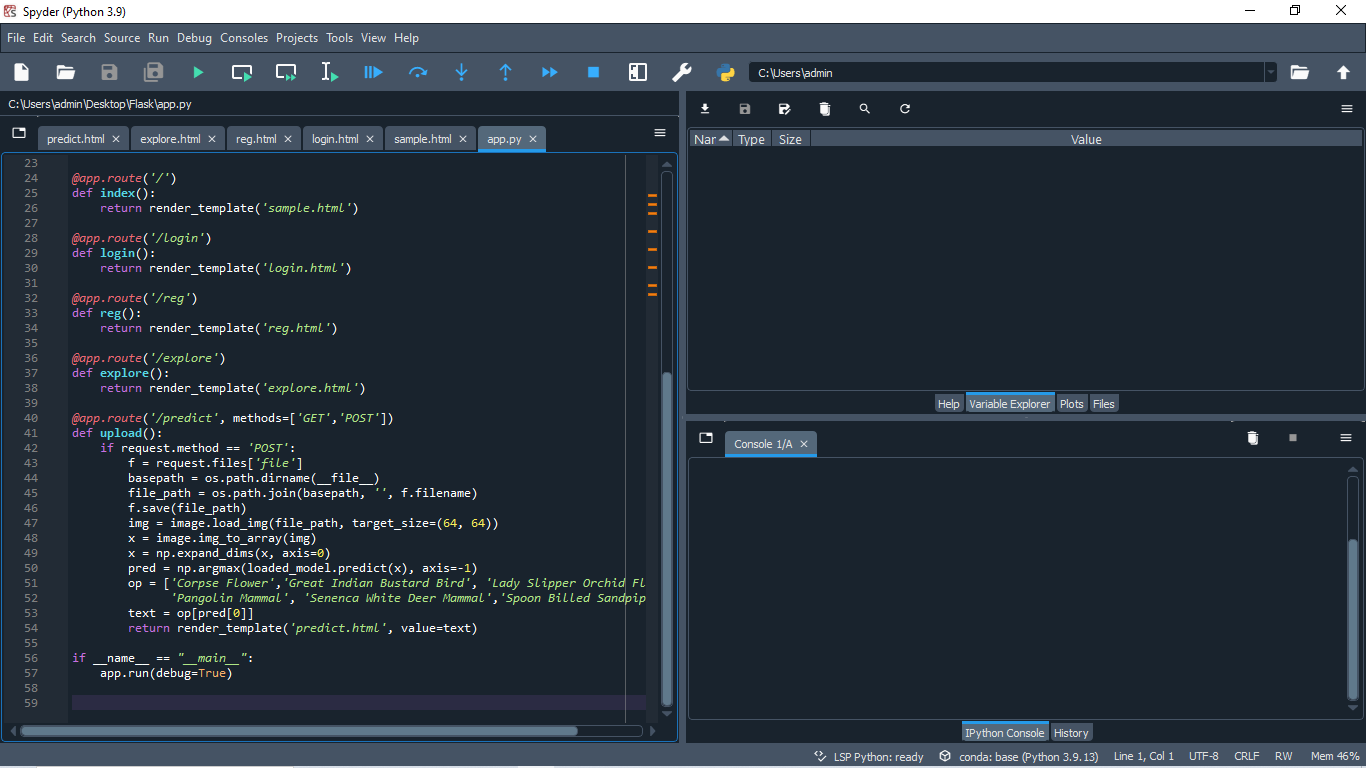 Spyder (Python 3.9)
File Edit Search Source Run Debug Consoles Projects Tools View Help
C:\Users\admin
C:\Users\admin\Desktop\Flask\app.py
predict.html explore.html reg.html login.html sample.html app.py
23
24 @app.route('/')
25 def index():
26 return render_template('sample.html')
27
28 @app.route('/login')
29 def login():
30 return render_template('login.html')
31
32 @app.route('/reg')
33 def reg():
34 return render_template('reg.html')
35
36 @app.route('/explore')
37 def explore():
38 return render_template('explore.html')
39
40 @app.route('/predict', methods=['GET','POST'])
41 def upload():
42 if request.method == 'POST':
43 f = request.files['file']
44 basepath = os.path.dirname(__file__)
45 file_path = os.path.join(basepath, '', f.filename)
46 f.save(file_path)
47 img = image.load_img(file_path, target_size=(64, 64))
48 x = image.img_to_array(img)
49 x = np.expand_dims(x, axis=0)
50 pred = np.argmax(loaded_model.predict(x), axis=-1)
51 op = ['Corpse Flower','Great Indian Bustard Bird', 'Lady Slipper Orchid Fl
52 'Pangolin Mammal', 'Senenca White Deer Mammal','Spoon Billed Sandpip
53 text = op[pred[0]]
54 return render_template('predict.html', value=text)
55
56 if __name__ == "__main__":
57 app.run(debug=True)
58
59
Nar Type Size Value
Help Variable Explorer Plots Files
Console 1/A
IPython Console History
LSP Python: ready conda: base (Python 3.9.13) Line 1, Col 1 UTF-8 CRLF RW Mem 46%